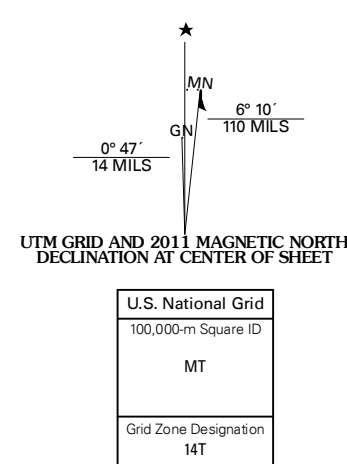 MN
GN
6° 10´
110 MILS
0° 47´
14 MILS
UTM GRID AND 2011 MAGNETIC NORTH
DECLINATION AT CENTER OF SHEET
U.S. National Grid
100,000-m Square ID
MT
Grid Zone Designation
14T